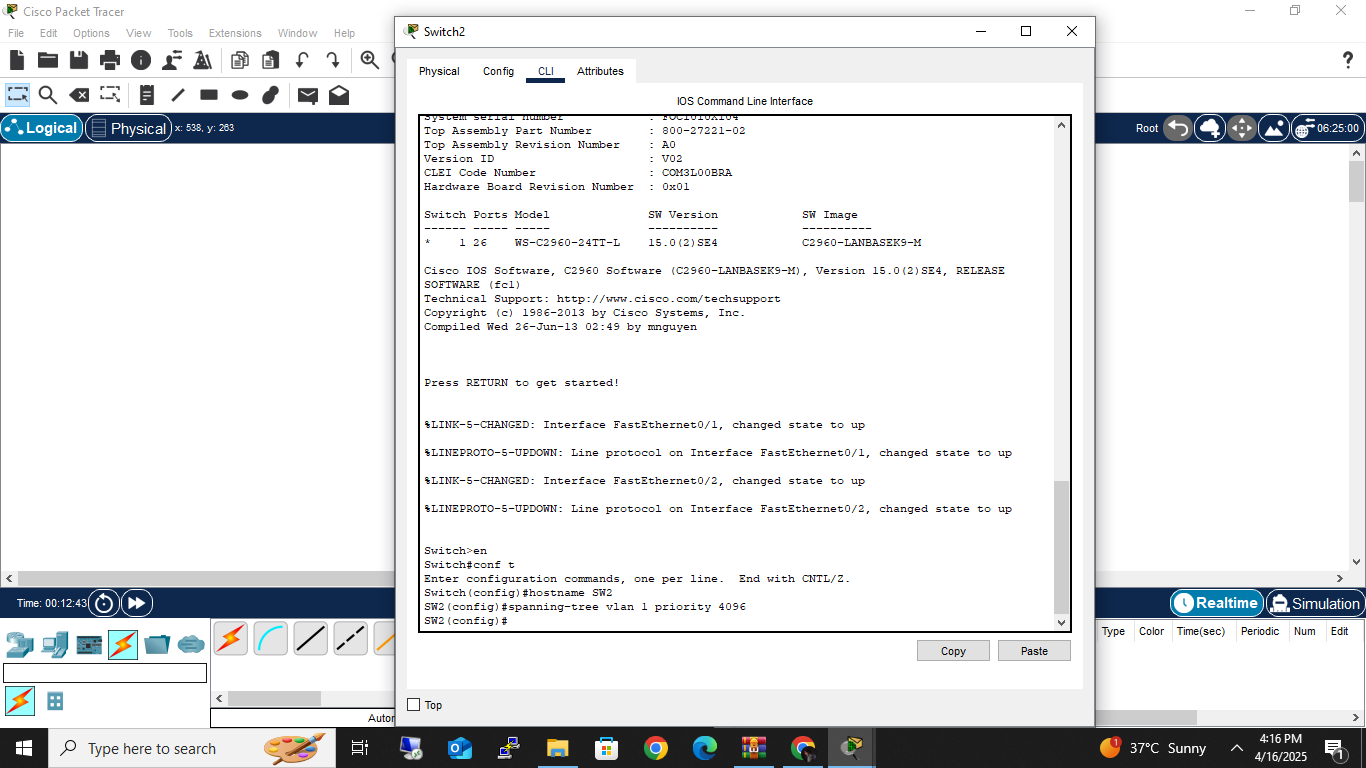 Cisco Packet Tracer
File Edit Options View Tools Extensions Window Help
Logical Physical x: 538, y: 263
Root 06:25:00
Switch2
Physical Config CLI Attributes
IOS Command Line Interface
System serial number : FOC1010X104
Top Assembly Part Number : 800-27221-02
Top Assembly Revision Number : A0
Version ID : V02
CLEI Code Number : COM3L00BRA
Hardware Board Revision Number : 0x01
Switch Ports Model SW Version SW Image
------ ----- ----- ---------- ----------
* 1 26 WS-C2960-24TT-L 15.0(2)SE4 C2960-LANBASEK9-M
Cisco IOS Software, C2960 Software (C2960-LANBASEK9-M), Version 15.0(2)SE4, RELEASE
SOFTWARE (fc1)
Technical Support: http://www.cisco.com/techsupport
Copyright (c) 1986-2013 by Cisco Systems, Inc.
Compiled Wed 26-Jun-13 02:49 by mnguyen
Press RETURN to get started!
%LINK-5-CHANGED: Interface FastEthernet0/1, changed state to up
%LINEPROTO-5-UPDOWN: Line protocol on Interface FastEthernet0/1, changed state to up
%LINK-5-CHANGED: Interface FastEthernet0/2, changed state to up
%LINEPROTO-5-UPDOWN: Line protocol on Interface FastEthernet0/2, changed state to up
Switch>en
Switch#conf t
Enter configuration commands, one per line. End with CNTL/Z.
Switch(config)#hostname SW2
SW2(config)#spanning-tree vlan 1 priority 4096
SW2(config)#
Copy Paste
Top
Time: 00:12:43
Realtime Simulation
Type Color Time(sec) Periodic Num Edit
Autor
Type here to search
37°C Sunny
4:16 PM
4/16/2025
1
1